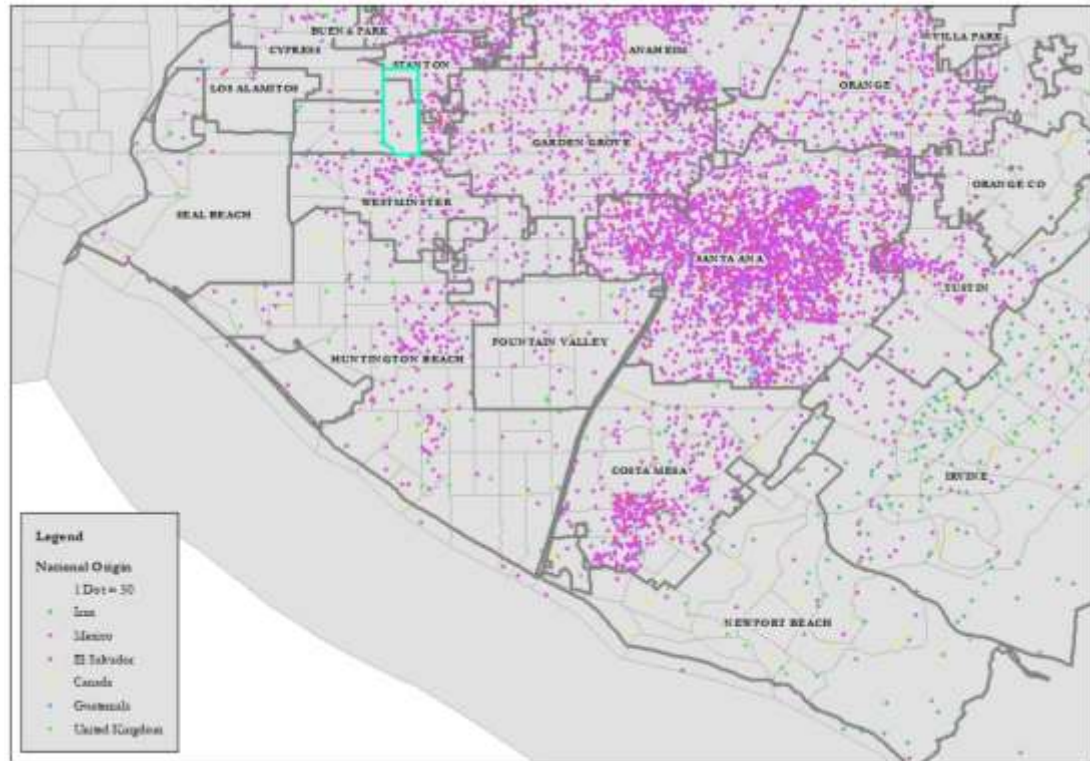 BUENA PARK
VILLA PARK
CYPRESS
ANAHEIM
STANTON
LOS ALAMITOS
ORANGE
GARDEN GROVE
ORANGE CO
WESTMINSTER
SEAL BEACH
SANTA ANA
TUSTIN
FOUNTAIN VALLEY
HUNTINGTON BEACH
COSTA MESA
IRVINE
NEWPORT BEACH
Legend
National Origin
1 Dot = 50
Iran
Mexico
El Salvador
Canada
Guatemala
United Kingdom